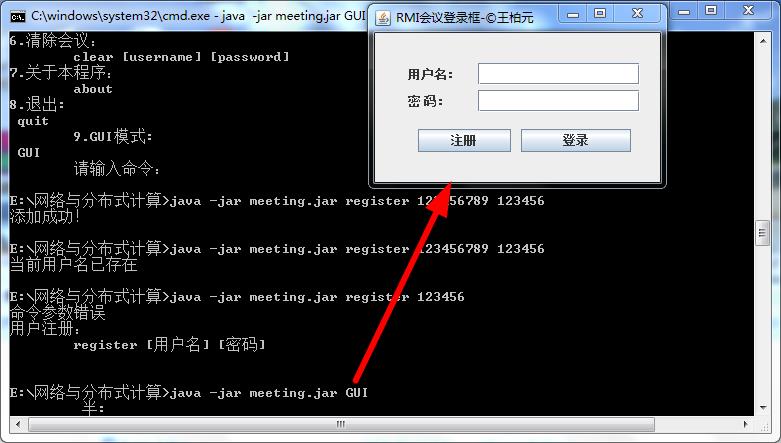 C:\windows\system32\cmd.exe - java  -jar meeting.jar GUI
6.清除会议：
clear [username] [password]
7.关于本程序：
about
8.退出：
quit
9.GUI模式：
GUI
请输入命令：
E:\网络与分布式计算>java -jar meeting.jar register 123456789 123456
添加成功！
E:\网络与分布式计算>java -jar meeting.jar register 123456789 123456
当前用户名已存在
E:\网络与分布式计算>java -jar meeting.jar register 123456
命令参数错误
用户注册：
register [用户名] [密码]
E:\网络与分布式计算>java -jar meeting.jar GUI
半：
RMI会议登录框-©王柏元
用户名：
密码：
注册 登录